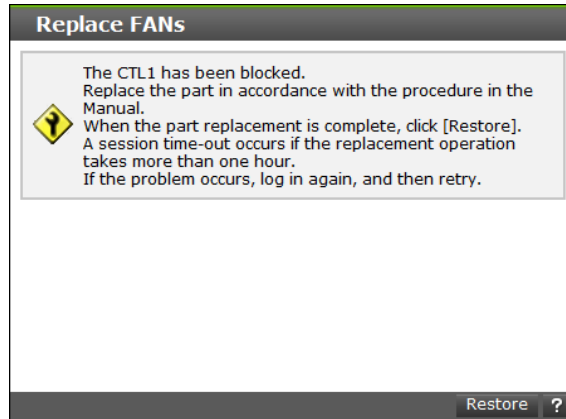 Replace FANs
The CTL1 has been blocked.
Replace the part in accordance with the procedure in the
Manual.
When the part replacement is complete, click [Restore].
A session time-out occurs if the replacement operation
takes more than one hour.
If the problem occurs, log in again, and then retry.
Restore ?